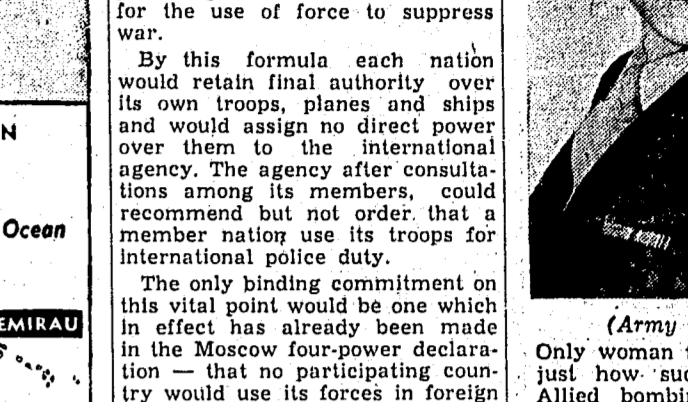 for the use of force to suppress
war.
By this formula each nation
would retain final authority over
its own troops, planes and ships
and would assign no direct power
over them to the international
agency. The agency after consulta-
tions among its members, could
recommend but not order that a
member nation use its troops for
international police duty.
The only binding commitment on
this vital point would be one which
in effect has already been made
in the Moscow four-power declara-
tion — that no participating coun-
try would use its forces in foreign
N
Ocean
EMIRAU
(Army
Only woman
just how suc
Allied bombi